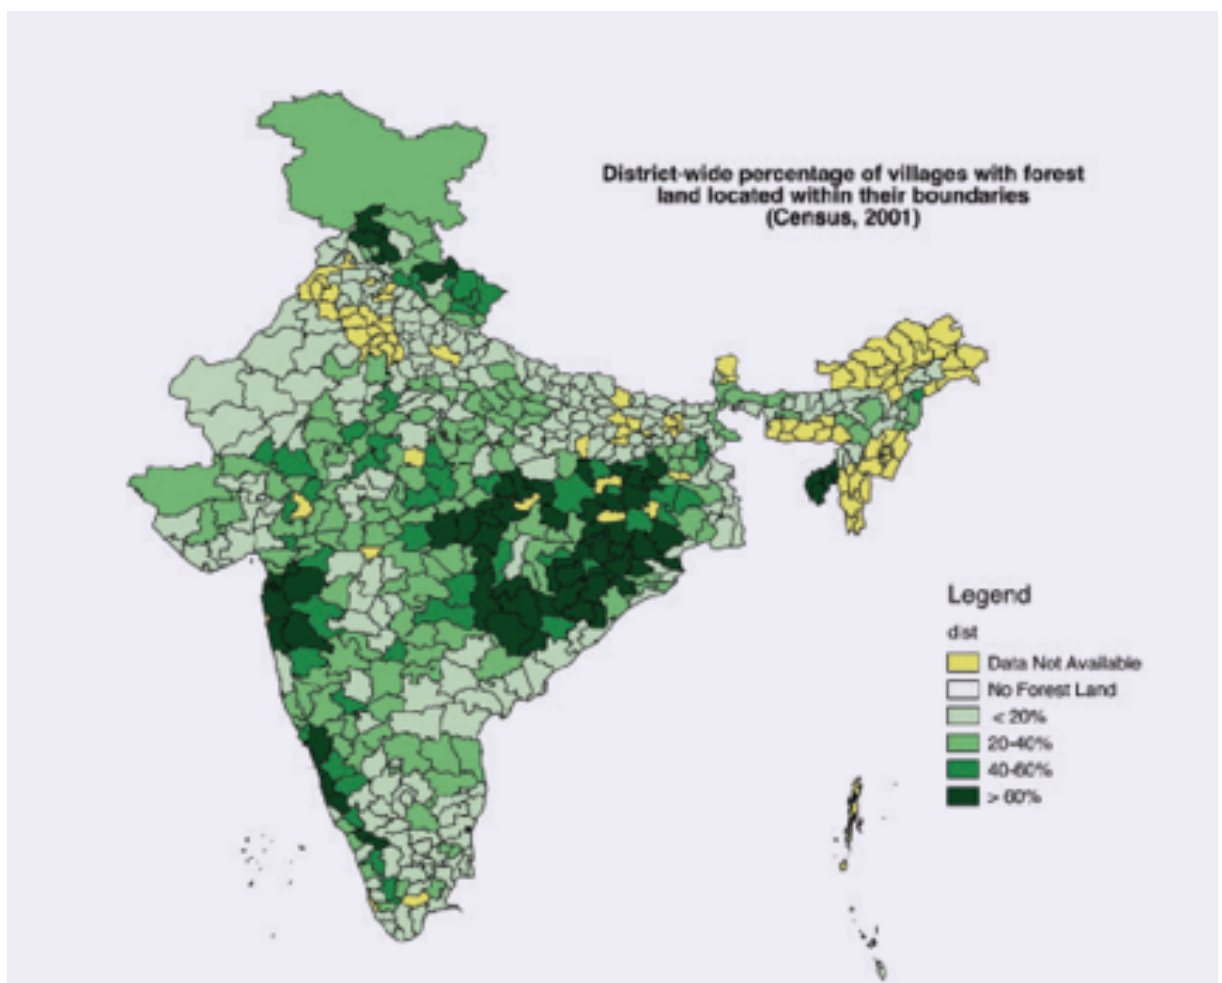 District-wide percentage of villages with forest
land located within their boundaries
(Census, 2001)
Legend
dist
Data Not Available
No Forest Land
< 20%
20-40%
40-60%
> 60%